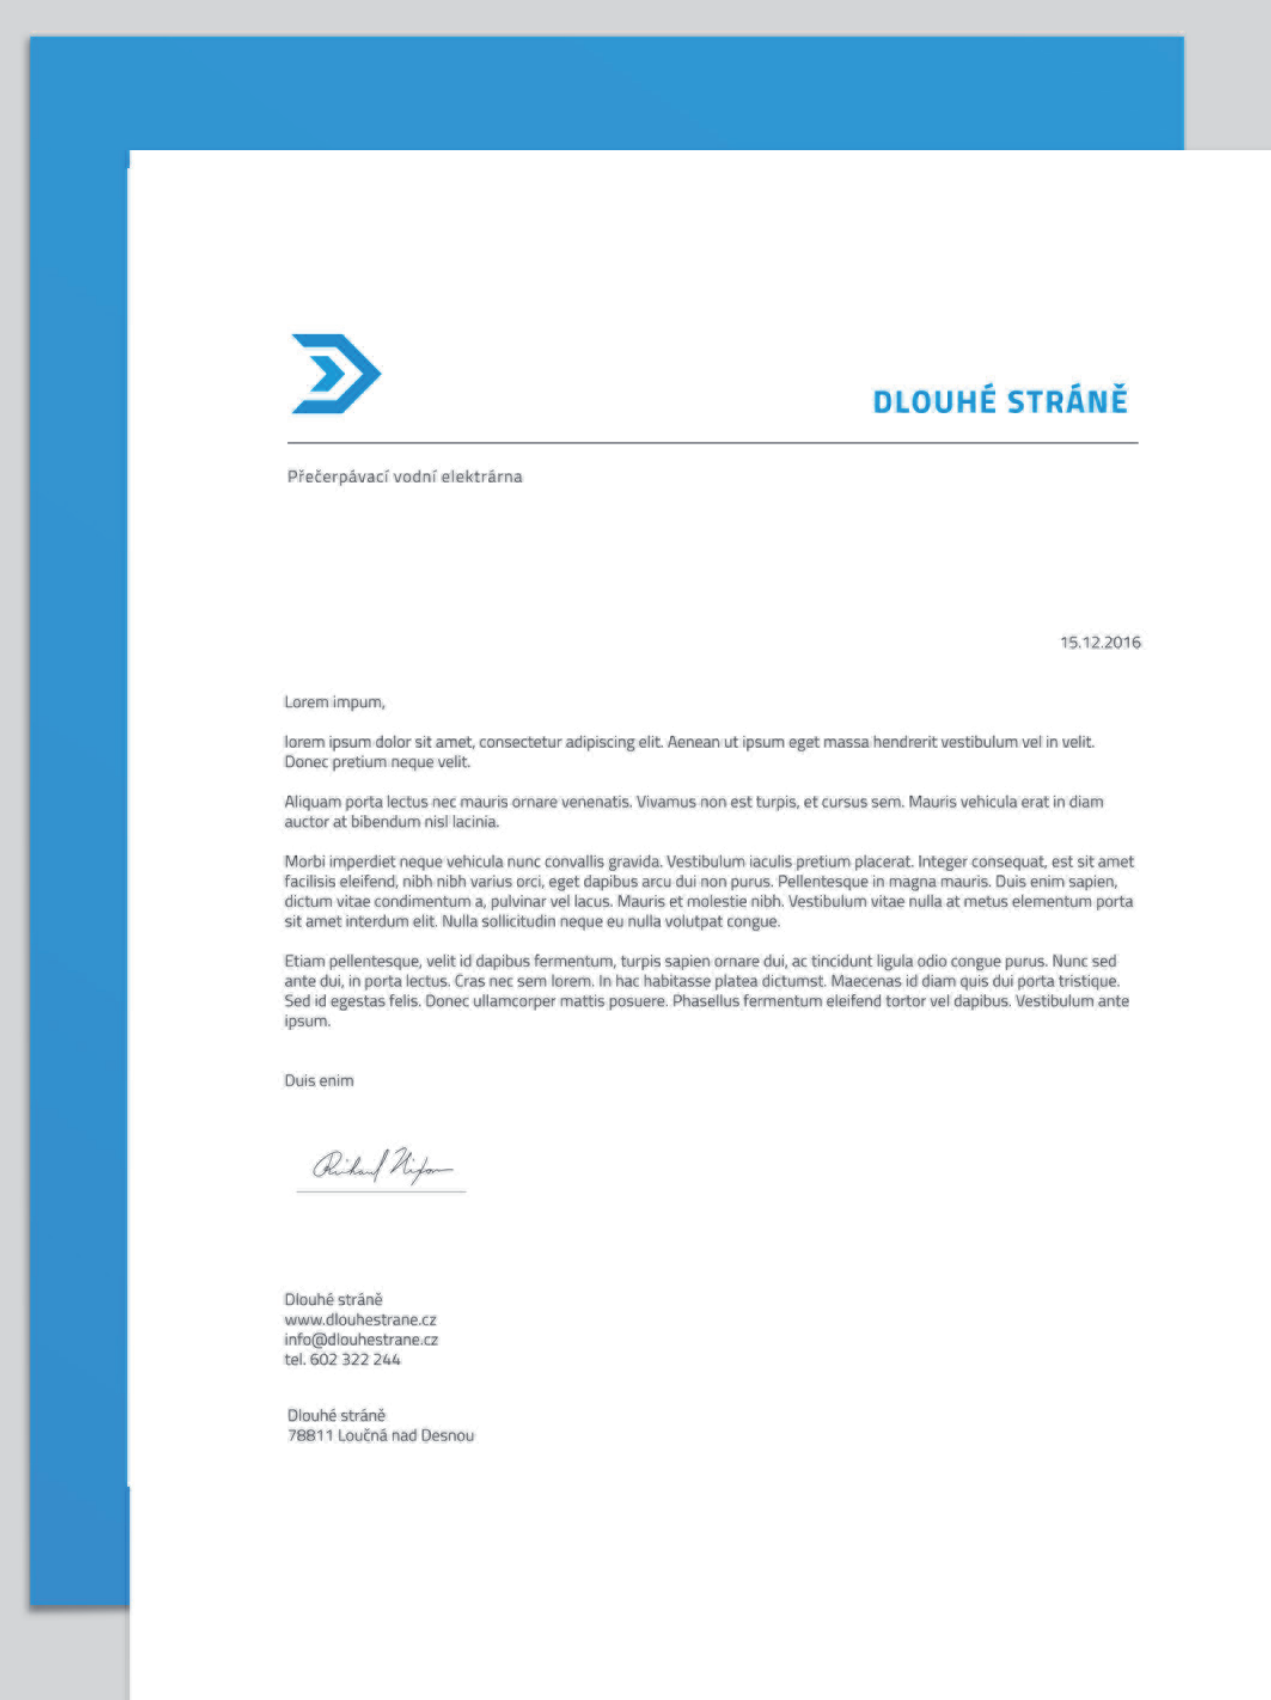 DLOUHÉ STRÁNĚ
Přečerpávací vodní elektrárna
15.12.2016
Lorem impum,
lorem ipsum dolor sit amet, consectetur adipiscing elit. Aenean ut ipsum eget massa hendrerit vestibulum vel in velit.
Donec pretium neque velit.
Aliquam porta lectus nec mauris ornare venenatis. Vivamus non est turpis, et cursus sem. Mauris vehicula erat in diam
auctor at bibendum nisl lacinia.
Morbi imperdiet neque vehicula nunc convallis gravida. Vestibulum iaculis pretium placerat. Integer consequat, est sit amet
facilisis eleifend, nibh nibh varius orci, eget dapibus arcu dui non purus. Pellentesque in magna mauris. Duis enim sapien,
dictum vitae condimentum a, pulvinar vel lacus. Mauris et molestie nibh. Vestibulum vitae nulla at metus elementum porta
sit amet interdum elit. Nulla sollicitudin neque eu nulla volutpat congue.
Etiam pellentesque, velit id dapibus fermentum, turpis sapien ornare dui, ac tincidunt ligula odio congue purus. Nunc sed
ante dui, in porta lectus. Cras nec sem lorem. In hac habitasse platea dictumst. Maecenas id diam quis dui porta tristique.
Sed id egestas felis. Donec ullamcorper mattis posuere. Phasellus fermentum eleifend tortor vel dapibus. Vestibulum ante
ipsum.
Duis enim
Richard Nixon
Dlouhé stráně
www.dlouhestrane.cz
info@dlouhestrane.cz
tel. 602 322 244
Dlouhé stráně
78811 Loučná nad Desnou